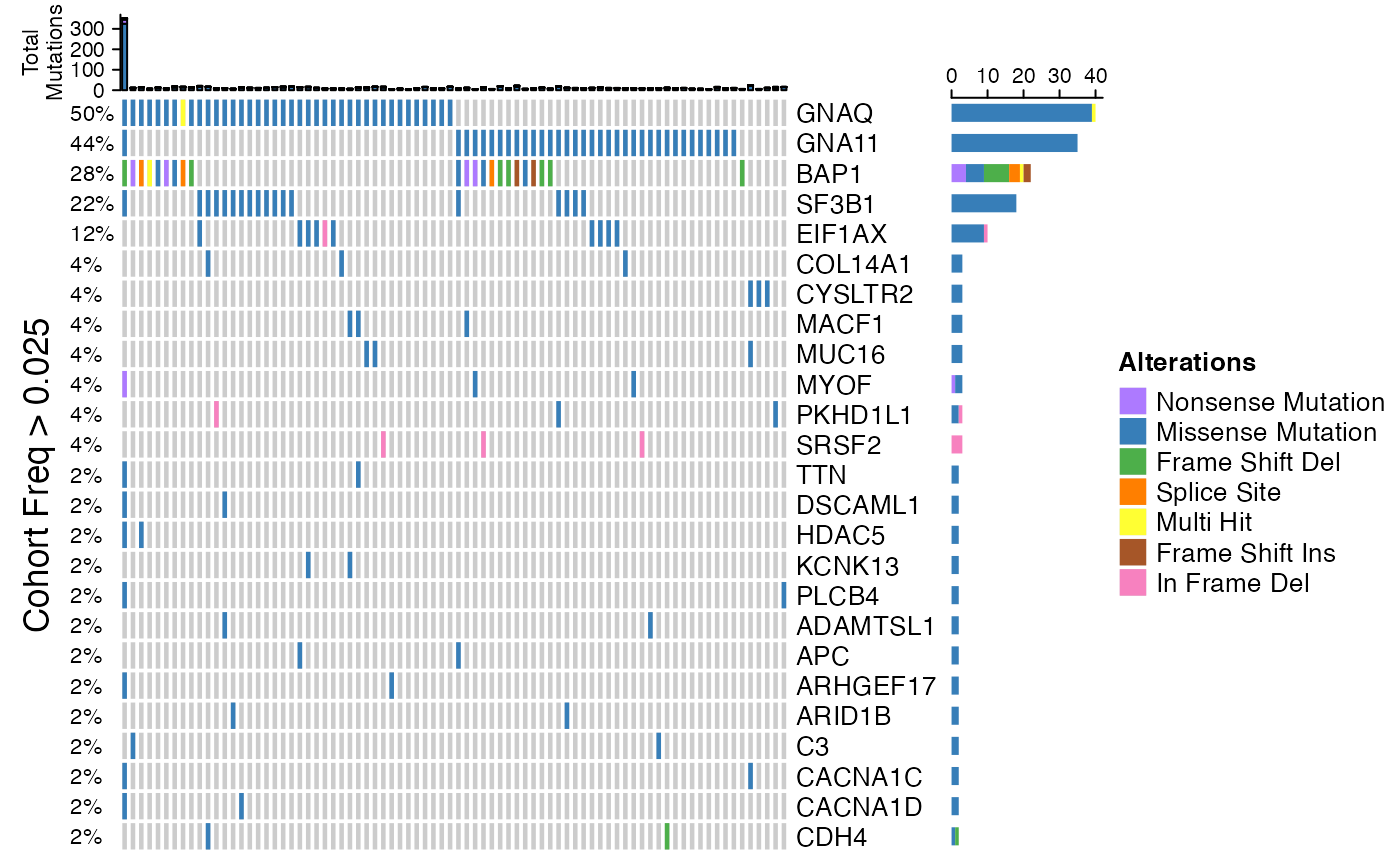 Total
Mutations
300
200
100
0
0 10 20 30 40
Cohort Freq > 0.025
50% GNAQ
44% GNA11
28% BAP1
22% SF3B1
12% EIF1AX
4% COL14A1
4% CYSLTR2
4% MACF1
4% MUC16
4% MYOF
4% PKHD1L1
4% SRSF2
2% TTN
2% DSCAML1
2% HDAC5
2% KCNK13
2% PLCB4
2% ADAMTSL1
2% APC
2% ARHGEF17
2% ARID1B
2% C3
2% CACNA1C
2% CACNA1D
2% CDH4
Alterations
Nonsense Mutation
Missense Mutation
Frame Shift Del
Splice Site
Multi Hit
Frame Shift Ins
In Frame Del